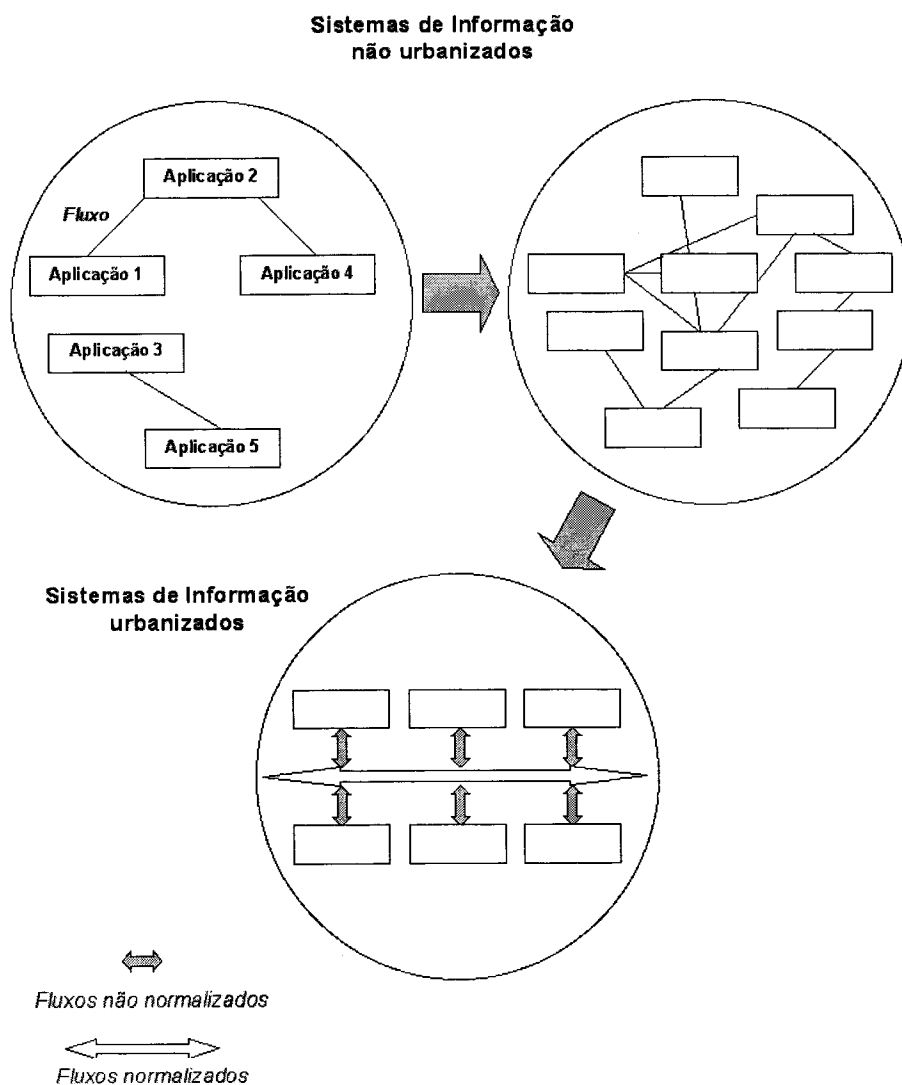 Sistemas de Informação
não urbanizados
Aplicação 2
Fluxo
Aplicação 1
Aplicação 4
Aplicação 3
Aplicação 5
Sistemas de Informação
urbanizados
Fluxos não normalizados
Fluxos normalizados